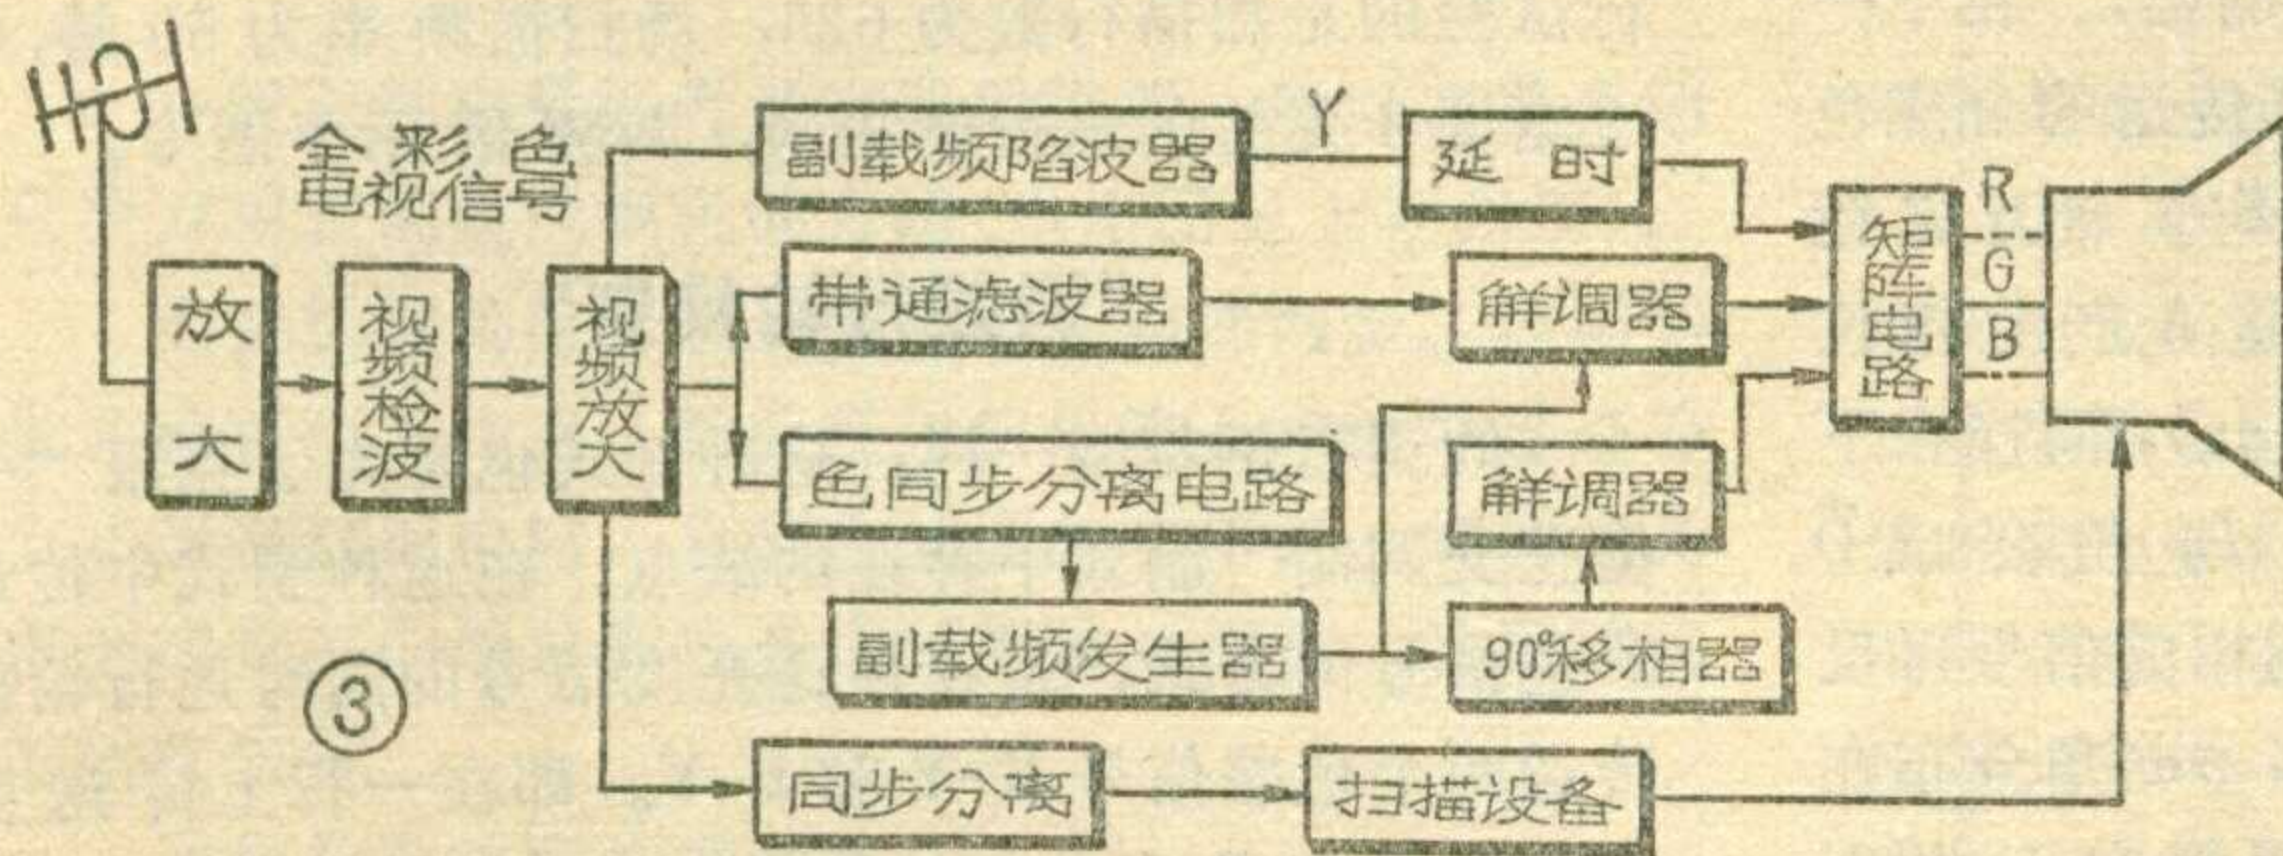 全彩色
电视信号
副载频陷波器
Y
延时
放大
视频检波
视频放大
带通滤波器
解调器
矩阵电路
R
G
B
色同步分离电路
解调器
副载频发生器
90°移相器
③
同步分离
扫描设备